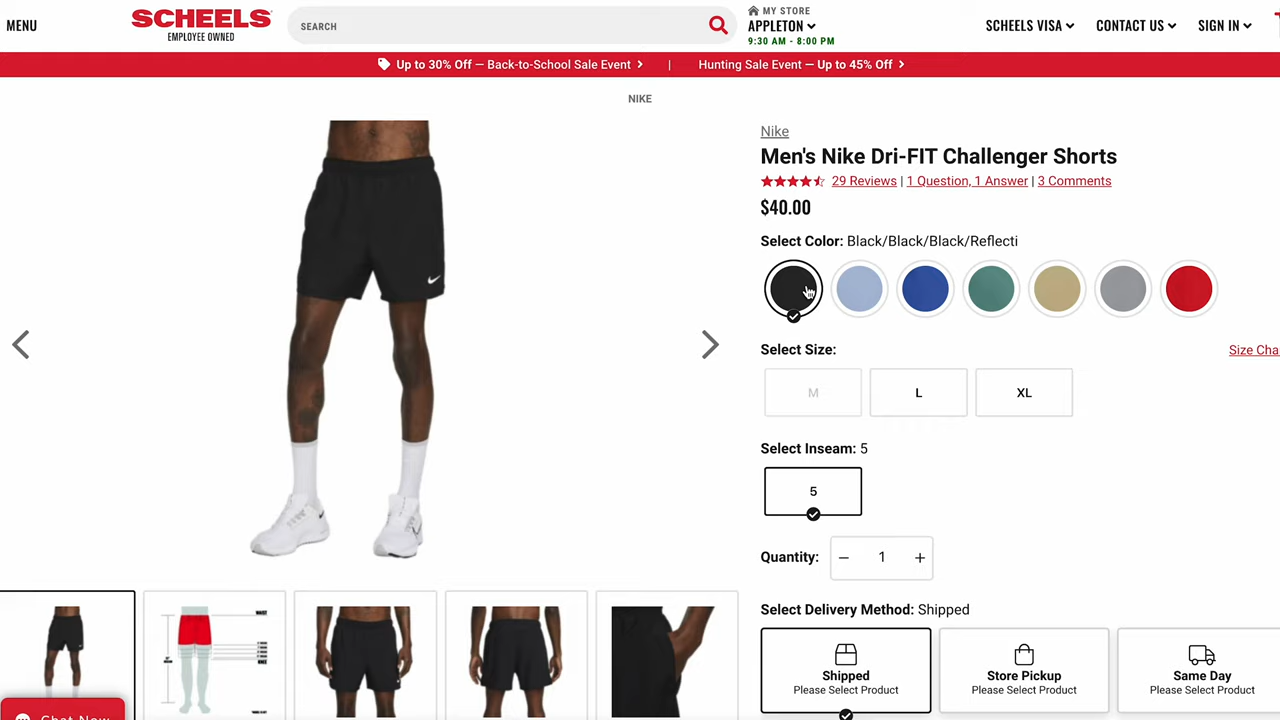 MENU
SCHEELS
EMPLOYEE OWNED
SEARCH
MY STORE
APPLETON
9:30 AM - 8:00 PM
SCHEELS VISA
CONTACT US
SIGN IN
Up to 30% Off — Back-to-School Sale Event
|
Hunting Sale Event — Up to 45% Off
NIKE
Nike
Men's Nike Dri-FIT Challenger Shorts
29 Reviews | 1 Question, 1 Answer | 3 Comments
$40.00
Select Color: Black/Black/Black/Reflecti
Select Size:
Size Cha
M
L
XL
Select Inseam: 5
5
Quantity:
− 1 +
Select Delivery Method: Shipped
Shipped
Please Select Product
Store Pickup
Please Select Product
Same Day
Please Select Product
WAIST
KNEE
Chat Now